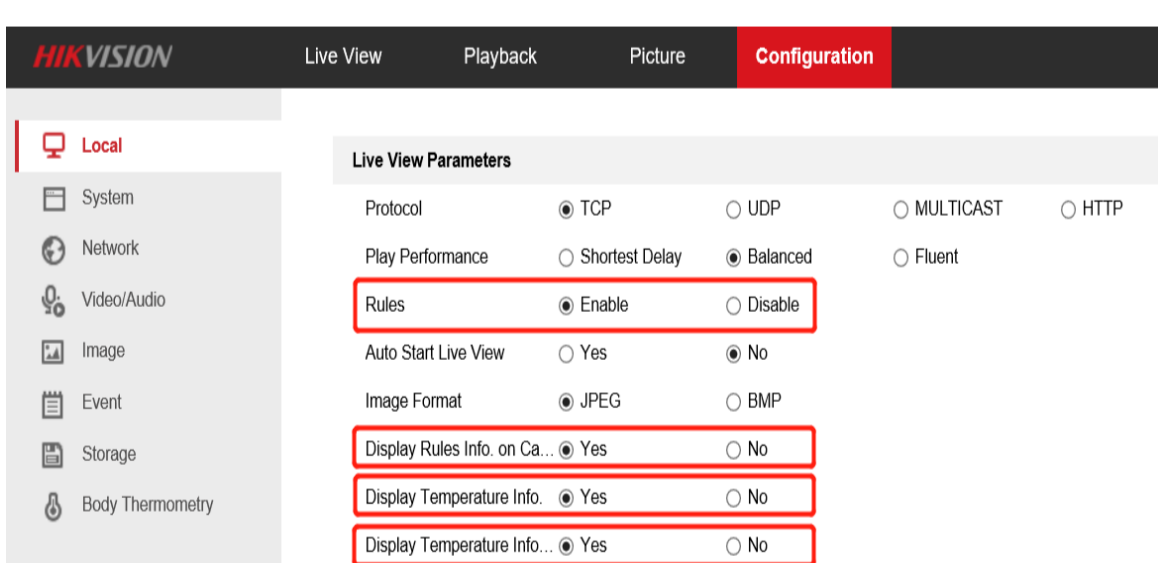 HIKVISION Live View Playback Picture Configuration
Local
System
Network
Video/Audio
Image
Event
Storage
Body Thermometry
Live View Parameters
Protocol TCP UDP MULTICAST HTTP
Play Performance Shortest Delay Balanced Fluent
Rules Enable Disable
Auto Start Live View Yes No
Image Format JPEG BMP
Display Rules Info. on Ca... Yes No
Display Temperature Info. Yes No
Display Temperature Info... Yes No